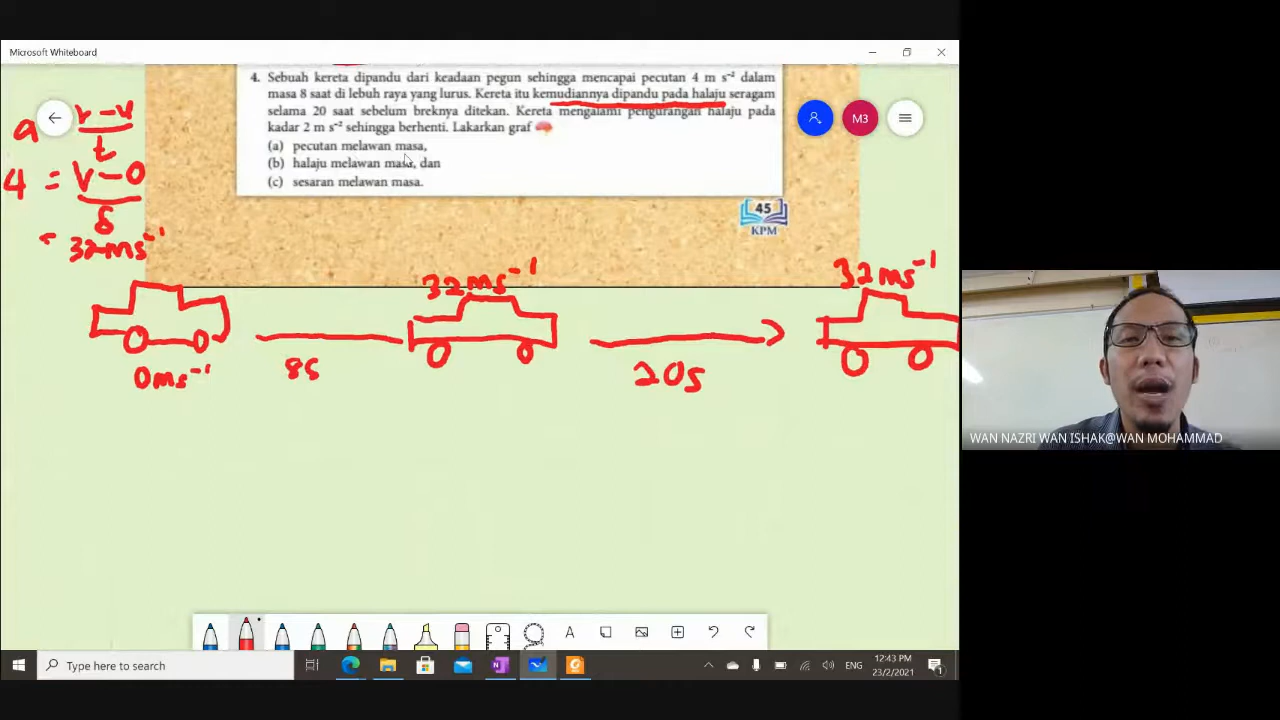 Microsoft Whiteboard
4. Sebuah kereta dipandu dari keadaan pegun sehingga mencapai pecutan 4 m s⁻² dalam
masa 8 saat di lebuh raya yang lurus. Kereta itu kemudiannya dipandu pada halaju seragam
selama 20 saat sebelum breknya ditekan. Kereta mengalami pengurangan halaju pada
kadar 2 m s⁻² sehingga berhenti. Lakarkan graf
(a) pecutan melawan masa,
(b) halaju melawan masa, dan
(c) sesaran melawan masa.
M3
45
KPM
a v-v
t
4 = v-0
8
= 32ms⁻¹
32ms⁻¹
32ms⁻¹
0ms⁻¹
8s
20s
WAN NAZRI WAN ISHAK@WAN MOHAMMAD
A
Type here to search
ENG
12:43 PM
23/2/2021
1